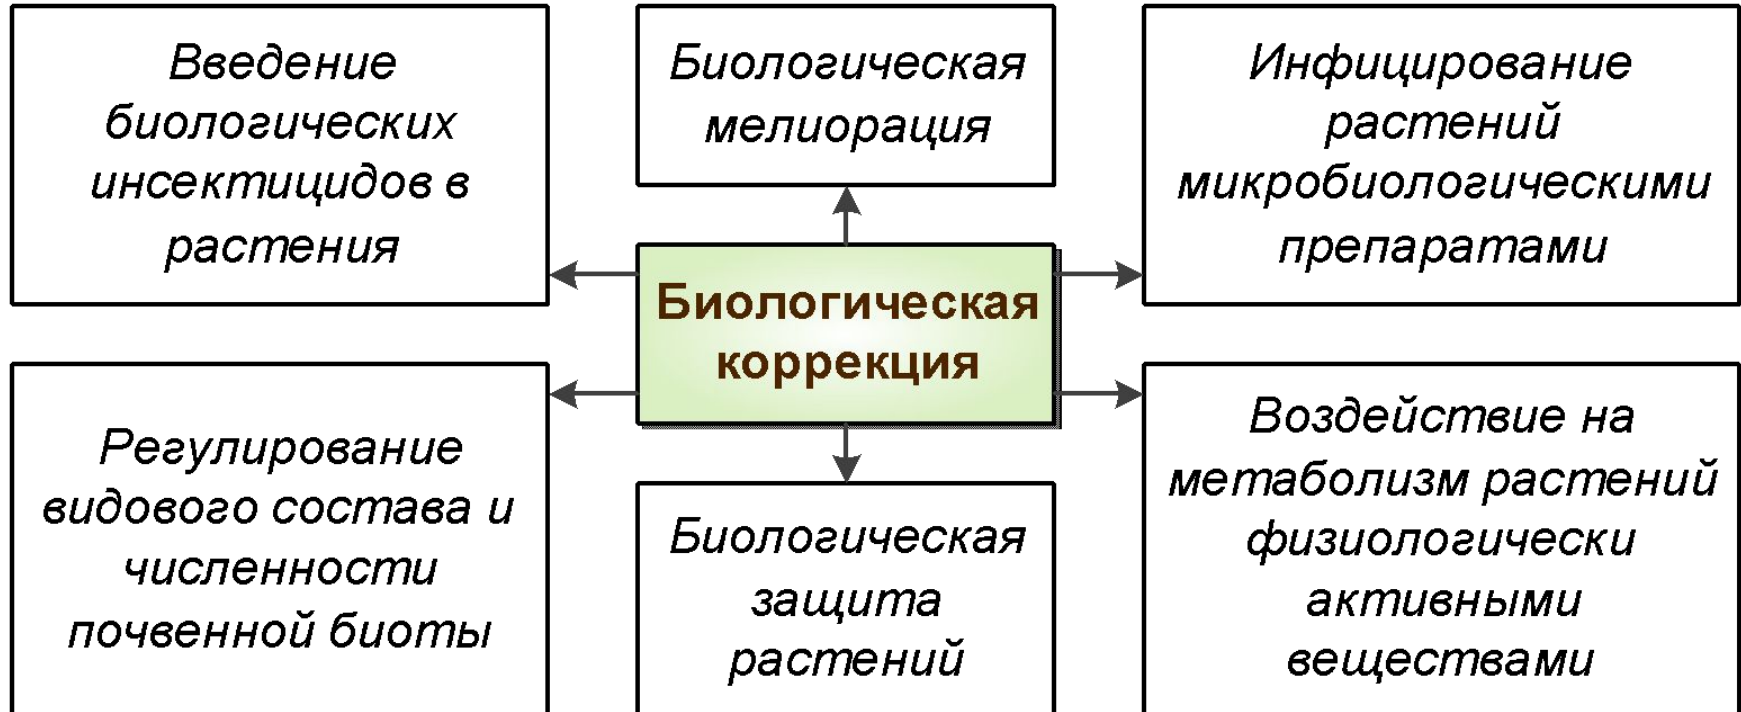 Введение
биологических
инсектицидов в
растения
Биологическая
мелиорация
Инфицирование
растений
микробиологическими
препаратами
Биологическая
коррекция
Регулирование
видового состава и
численности
почвенной биоты
Биологическая
защита
растений
Воздействие на
метаболизм растений
физиологически
активными
веществами